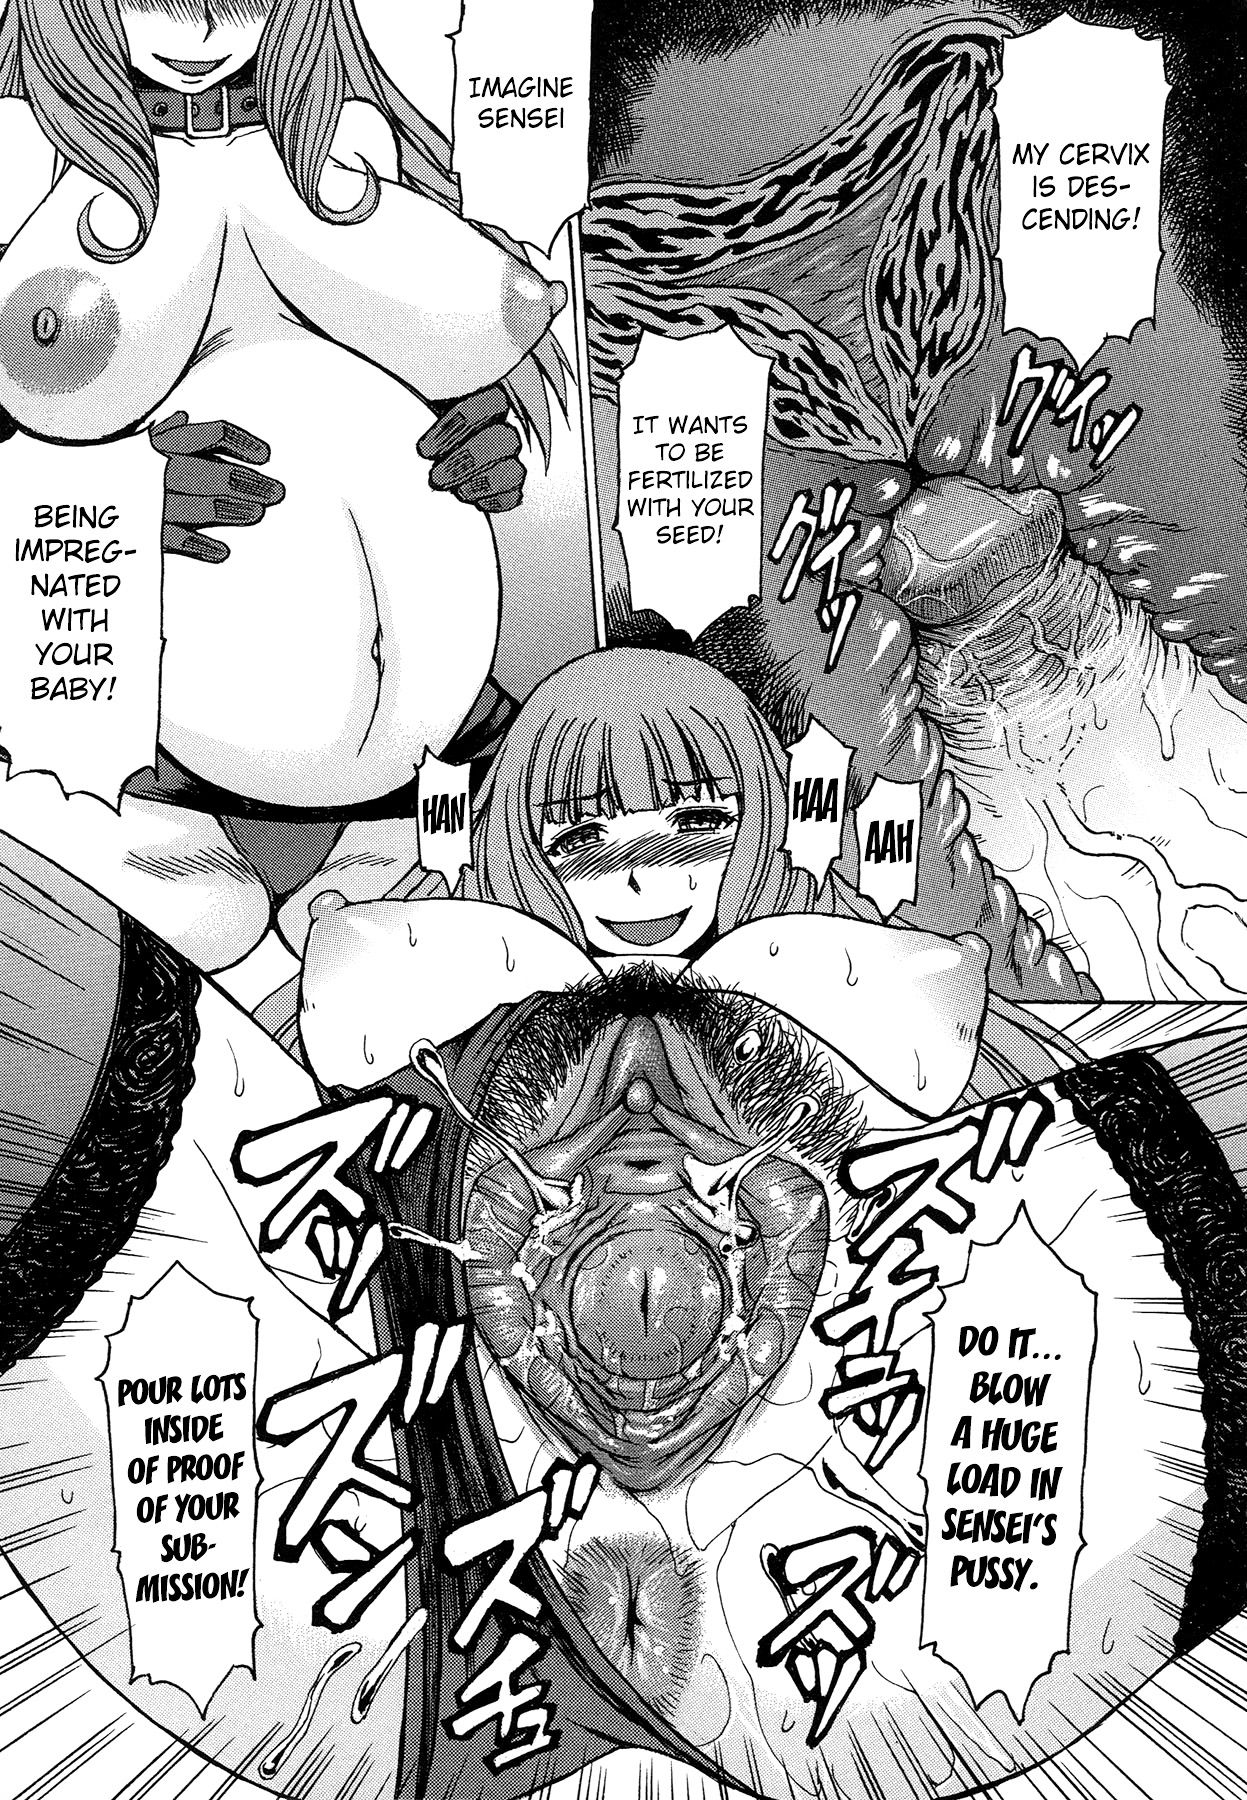 MY CERVIX
IS DES-
CENDING!
グイッ
IT WANTS
TO BE
FERTILIZED
WITH YOUR
SEED!
グイッ
IMAGINE
SENSEI
BEING
IMPREG-
NATED
WITH
YOUR
BABY!
HAA
AAH
HAN
DO IT...
BLOW
A HUGE
LOAD IN
SENSEI'S
PUSSY.
POUR LOTS
INSIDE
OF PROOF
OF YOUR
SUB-
MISSION!